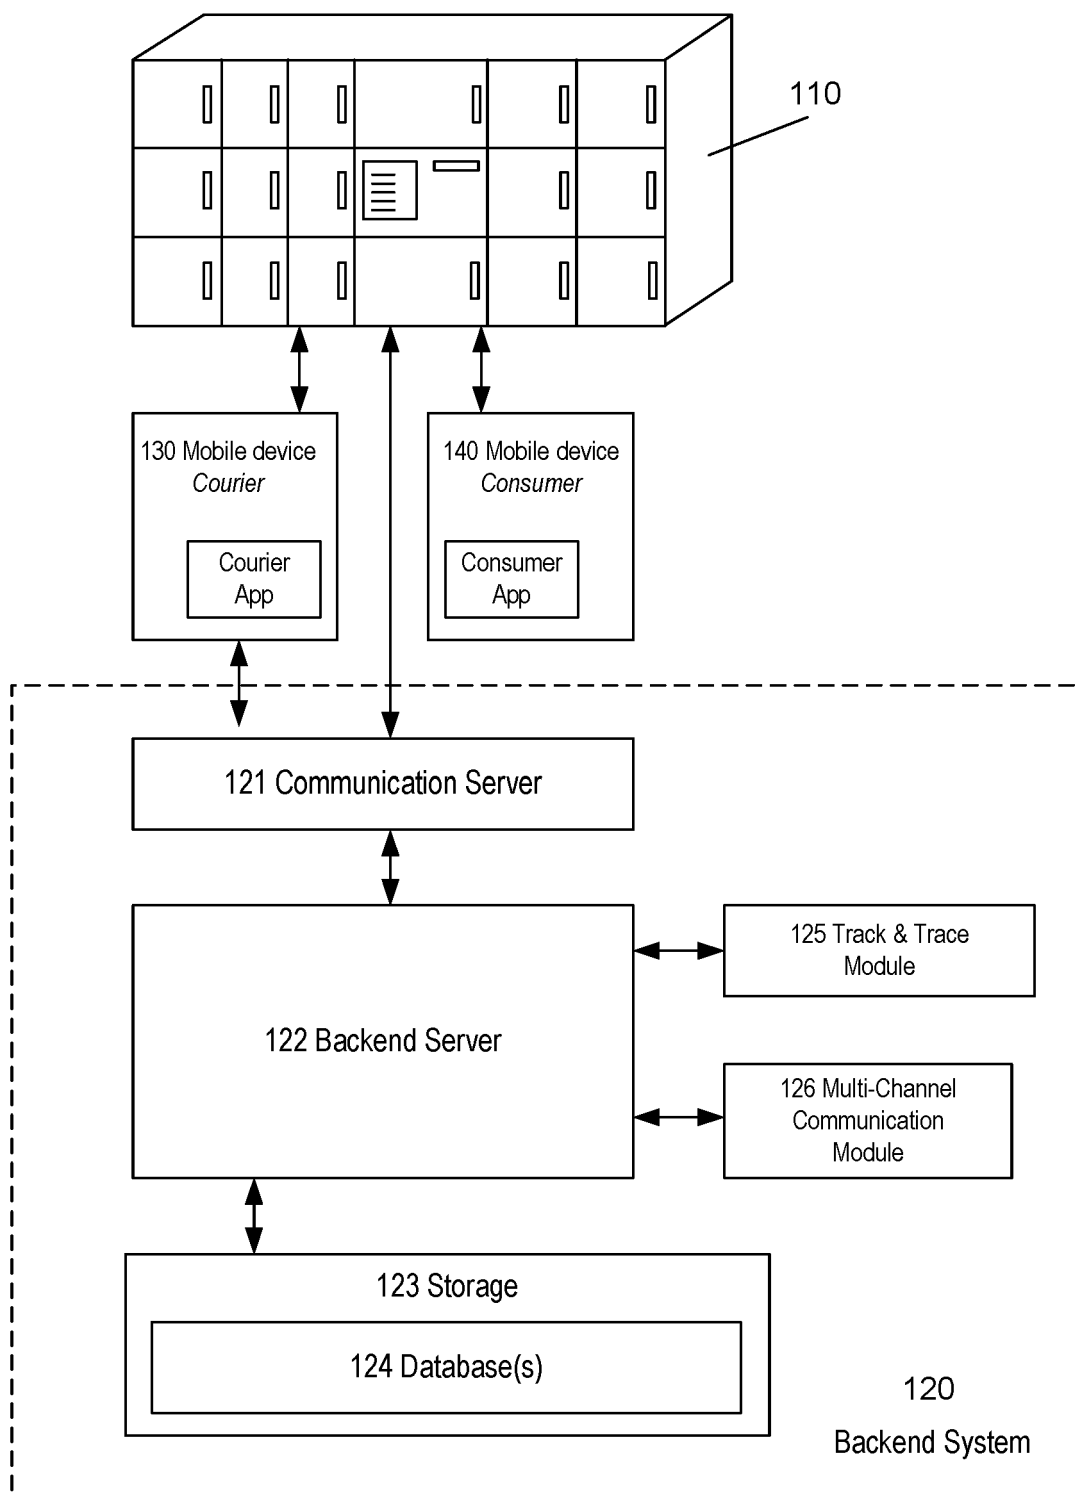 110
130 Mobile device
Courier
Courier
App
140 Mobile device
Consumer
Consumer
App
121 Communication Server
122 Backend Server
125 Track & Trace
Module
126 Multi-Channel
Communication
Module
123 Storage
124 Database(s)
120
Backend System